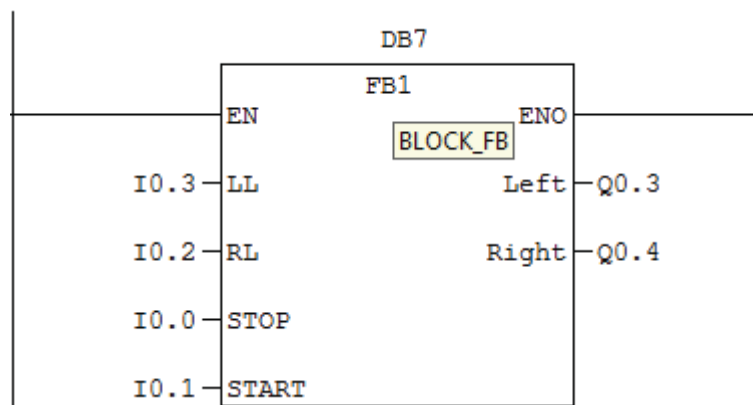 DB7
FB1
EN ENO
BLOCK_FB
I0.3 LL Left Q0.3
I0.2 RL Right Q0.4
I0.0 STOP
I0.1 START